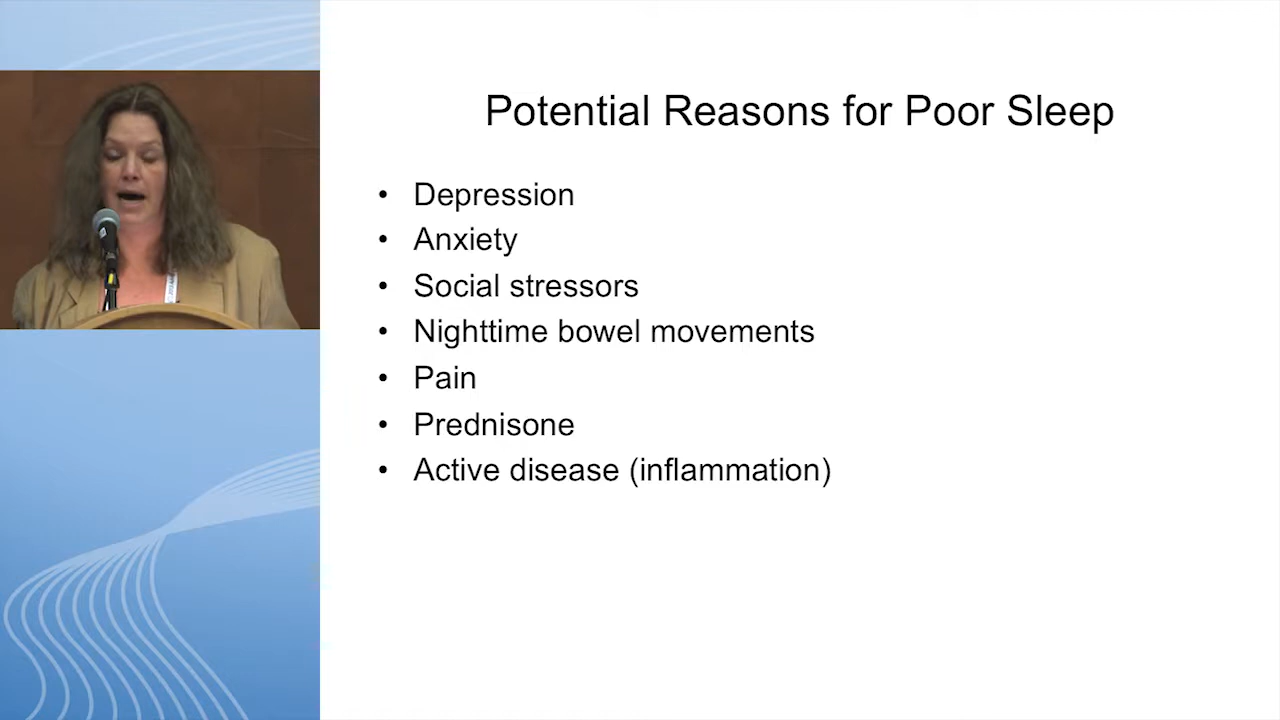 Potential Reasons for Poor Sleep
• Depression
• Anxiety
• Social stressors
• Nighttime bowel movements
• Pain
• Prednisone
• Active disease (inflammation)